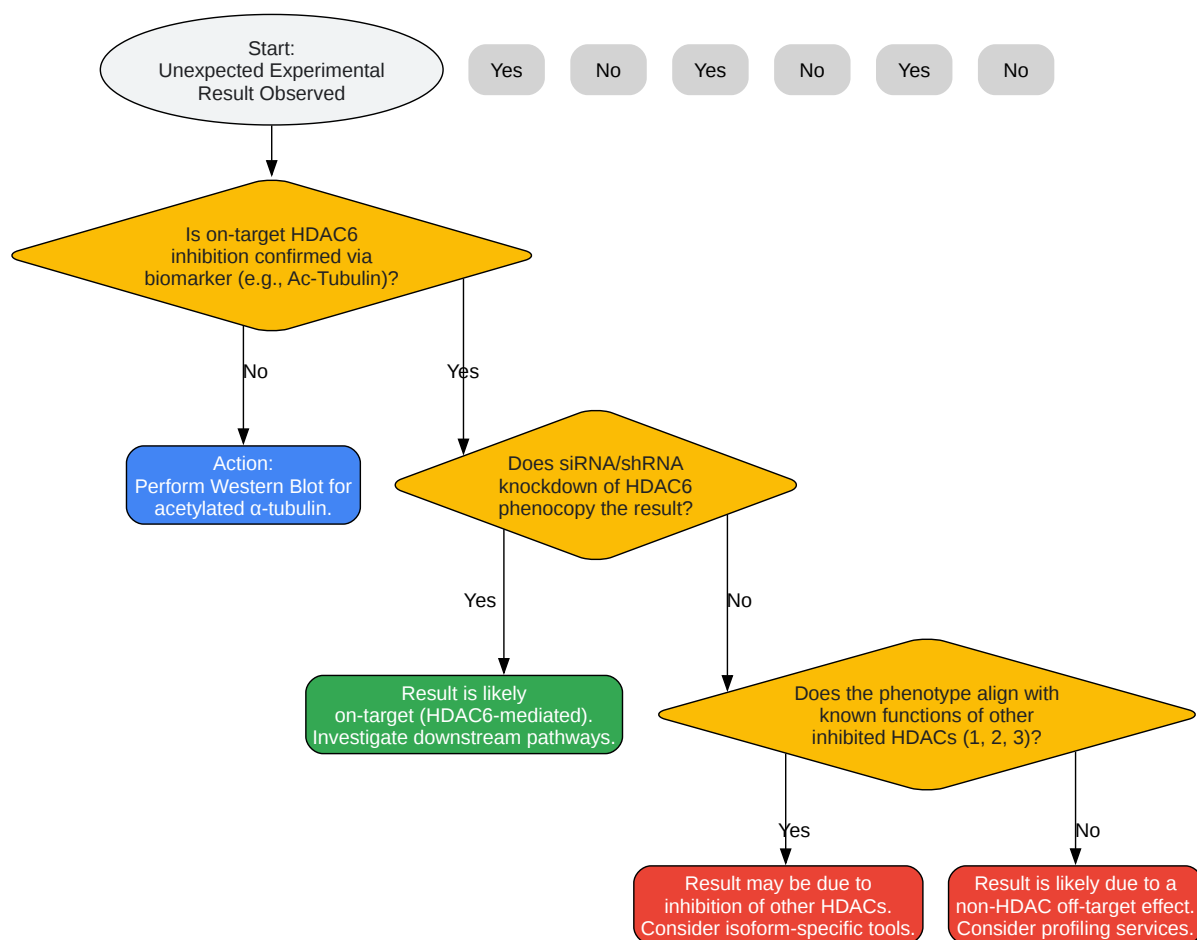 Start:
Unexpected Experimental
Result Observed
Yes
No
Yes
No
Yes
No
Is on-target HDAC6
inhibition confirmed via
biomarker (e.g., Ac-Tubulin)?
No
Yes
Action:
Perform Western Blot for
acetylated α-tubulin.
Does siRNA/shRNA
knockdown of HDAC6
phenocopy the result?
Yes
No
Result is likely
on-target (HDAC6-mediated).
Investigate downstream pathways.
Does the phenotype align with
known functions of other
inhibited HDACs (1, 2, 3)?
Yes
No
Result may be due to
inhibition of other HDACs.
Consider isoform-specific tools.
Result is likely due to a
non-HDAC off-target effect.
Consider profiling services.